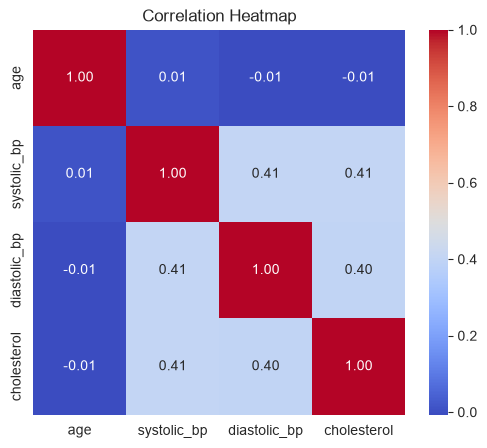 Correlation Heatmap
age 1.00 0.01 -0.01 -0.01
systolic_bp 0.01 1.00 0.41 0.41
diastolic_bp -0.01 0.41 1.00 0.40
cholesterol -0.01 0.41 0.40 1.00
age systolic_bp diastolic_bp cholesterol
1.0
0.8
0.6
0.4
0.2
0.0